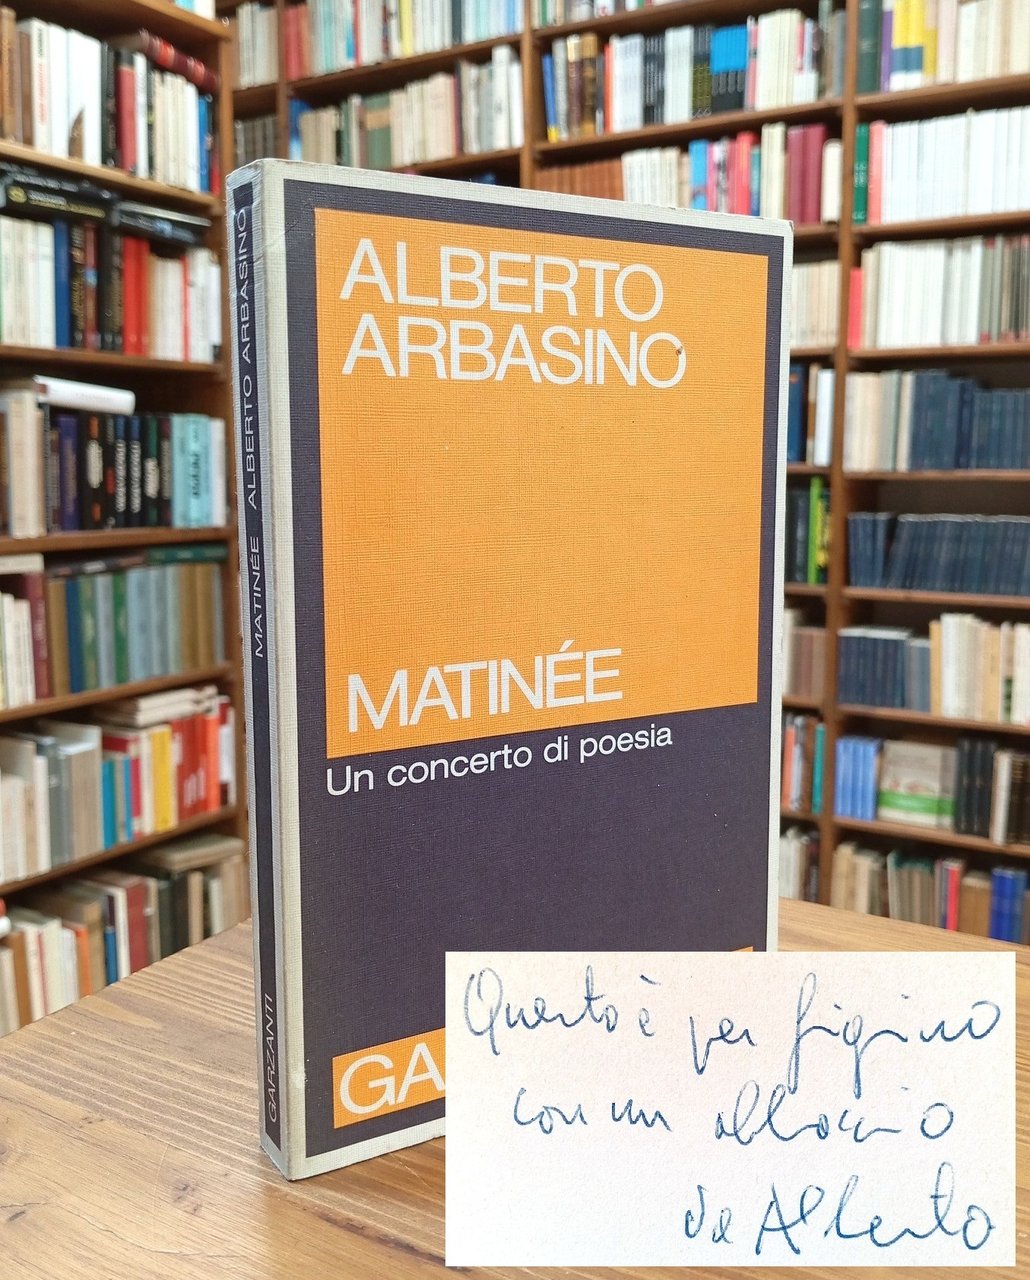 ALBERTO
ARBASINO
MATINÉE
Un concerto di poesia
GA
MATINÉE ALBERTO ARBASINO
GARZANTI
Questo è per Gigino
con un abbraccio
da Alberto